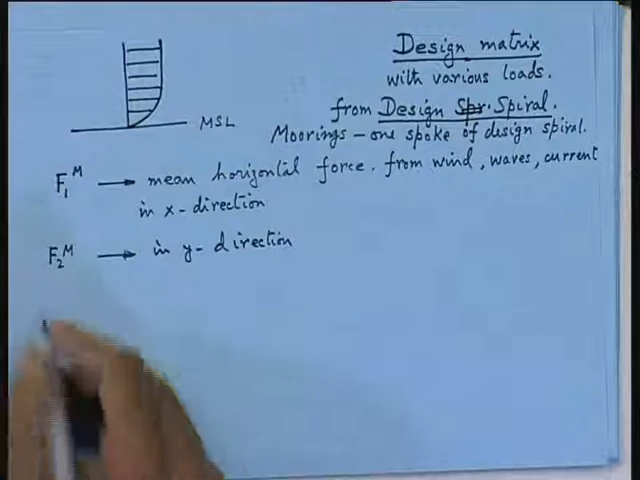 Design matrix
with various loads.
from Design Spr. Spiral.
MSL
Moorings - one spoke of design spiral.
F₁ᴹ → mean horizontal force. from wind, waves, current
in x-direction
F₂ᴹ → in y-direction